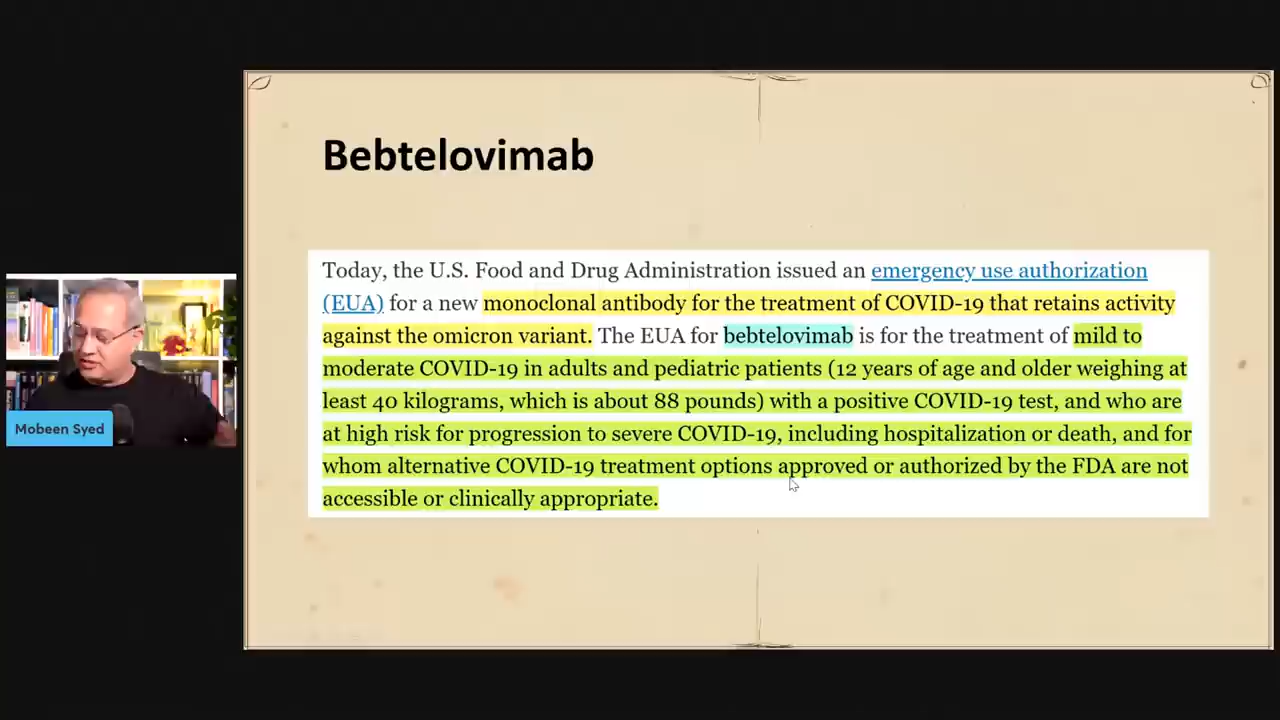 Bebtelovimab
Today, the U.S. Food and Drug Administration issued an emergency use authorization
(EUA) for a new monoclonal antibody for the treatment of COVID-19 that retains activity
against the omicron variant. The EUA for bebtelovimab is for the treatment of mild to
moderate COVID-19 in adults and pediatric patients (12 years of age and older weighing at
least 40 kilograms, which is about 88 pounds) with a positive COVID-19 test, and who are
at high risk for progression to severe COVID-19, including hospitalization or death, and for
whom alternative COVID-19 treatment options approved or authorized by the FDA are not
accessible or clinically appropriate.
Mobeen Syed